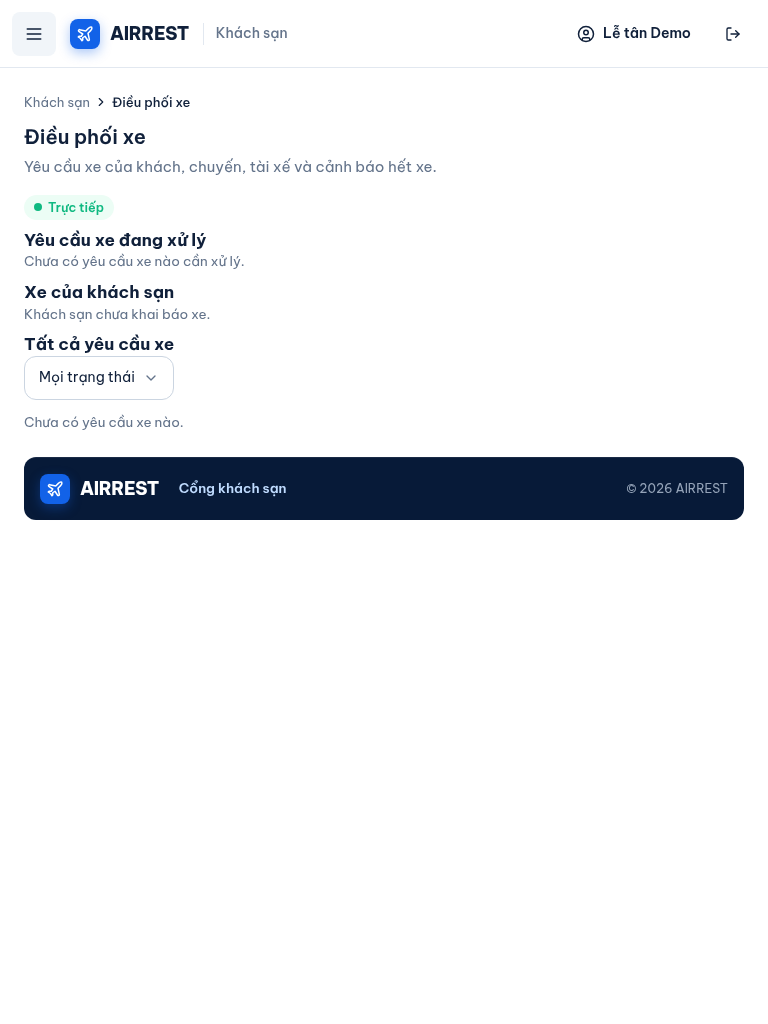 AIRREST
Khách sạn
Lễ tân Demo
Khách sạn > Điều phối xe
Điều phối xe
Yêu cầu xe của khách, chuyến, tài xế và cảnh báo hết xe.
Trực tiếp
Yêu cầu xe đang xử lý
Chưa có yêu cầu xe nào cần xử lý.
Xe của khách sạn
Khách sạn chưa khai báo xe.
Tất cả yêu cầu xe
Mọi trạng thái
Chưa có yêu cầu xe nào.
AIRREST
Cổng khách sạn
© 2026 AIRREST